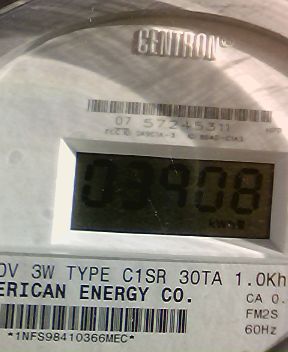 CENTRON
07 57245311
03908
kWh
0V 3W TYPE C1SR 30TA 1.0Kh
ERICAN ENERGY CO.
CA 0.
FM2S
60Hz
*1NFS98410366MEC*